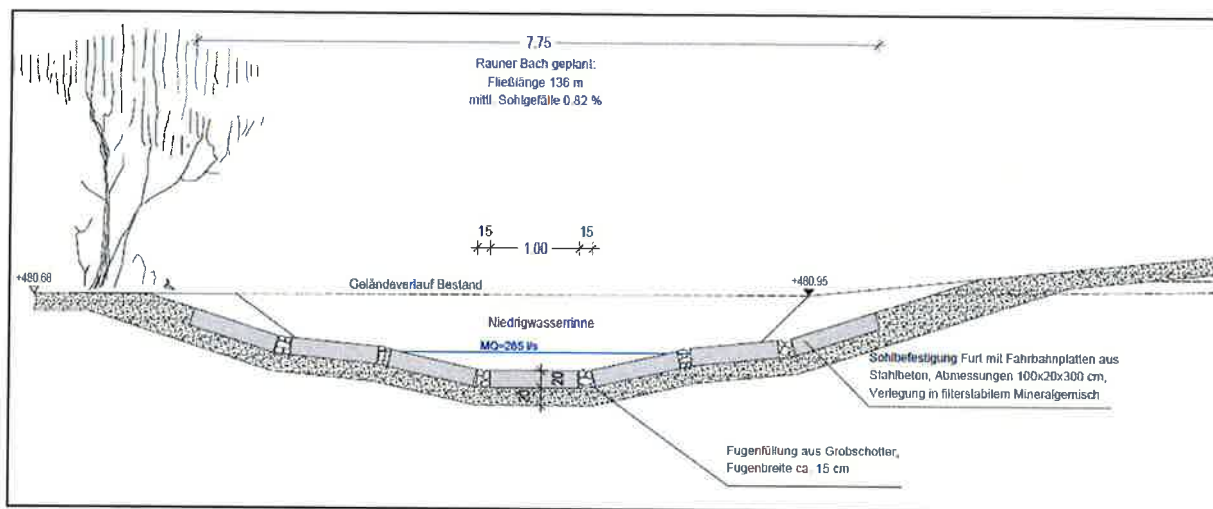 7,75
Rauner Bach geplant:
Fließlänge 136 m
mittl. Sohlgefälle 0,82 %
15
1.00
15
+480.68
Geländeverlauf Bestand
+480.95
Niedrigwasserrinne
MQ=265 l/s
20
20
Sohlbefestigung Furt mit Fahrbahnplatten aus
Stahlbeton, Abmessungen 100x20x300 cm,
Verlegung in filterstabilem Mineralgemisch
Fugenfüllung aus Grobschotter,
Fugenbreite ca. 15 cm